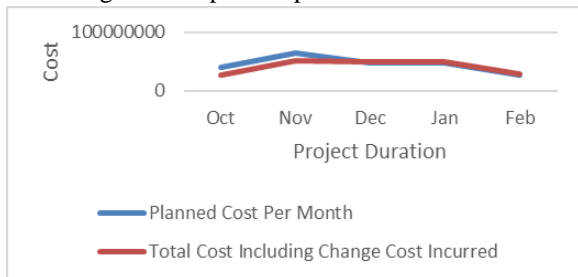 100000000
Cost
0
Oct Nov Dec Jan Feb
Project Duration
Planned Cost Per Month
Total Cost Including Change Cost Incurred